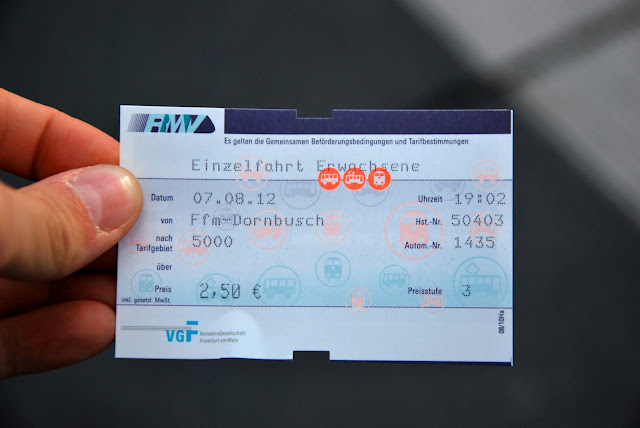 RMV
Es gelten die Gemeinsamen Beförderungsbedingungen und Tarifbestimmungen
Einzelfahrt Erwachsene
Datum 07.08.12 Uhrzeit 19:02
von Ffm-Dornbusch Hst.-Nr. 50403
nach Tarifgebiet 5000 Autom.-Nr. 1435
über
Preis 2,50 € Preisstufe 3
inkl. gesetzl. MwSt.
08/10Ha
VGF Verkehrsgesellschaft
Frankfurt am Main